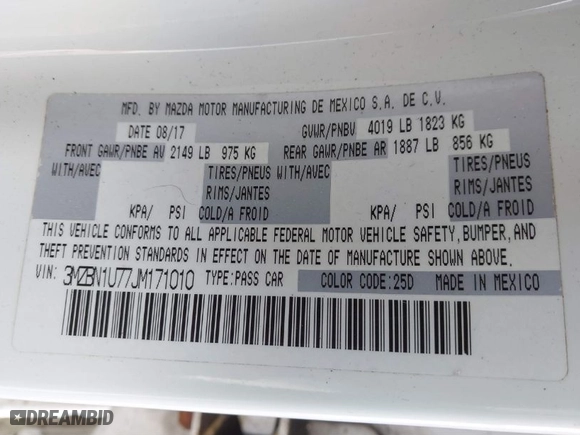 MFD. BY MAZDA MOTOR MANUFACTURING DE MEXICO S.A. DE C.V.
DATE 08/17 GVWR/PNBV 4019 LB 1823 KG
FRONT GAWR/PNBE AV 2149 LB 975 KG REAR GAWR/PNBE AR 1887 LB 856 KG
WITH/AVEC TIRES/PNEUS WITH/AVEC TIRES/PNEUS
RIMS/JANTES RIMS/JANTES
KPA/ PSI COLD/A FROID KPA/ PSI COLD/A FROID
THIS VEHICLE CONFORMS TO ALL APPLICABLE FEDERAL MOTOR VEHICLE SAFETY, BUMPER, AND
THEFT PREVENTION STANDARDS IN EFFECT ON THE DATE OF MANUFACTURE SHOWN ABOVE.
VIN: 3MZBN1U77JM171010 TYPE:PASS CAR COLOR CODE:25D MADE IN MEXICO
DREAMBID